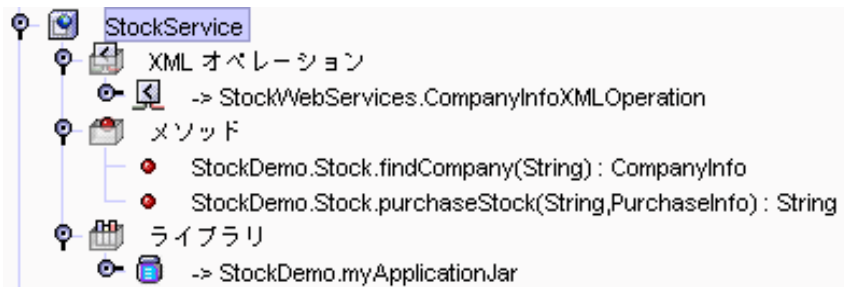 StockService
XML オペレーション
-> StockWebServices.CompanyInfoXMLOperation
メソッド
StockDemo.Stock.findCompany(String) : CompanyInfo
StockDemo.Stock.purchaseStock(String,PurchaseInfo) : String
ライブラリ
-> StockDemo.myApplicationJar